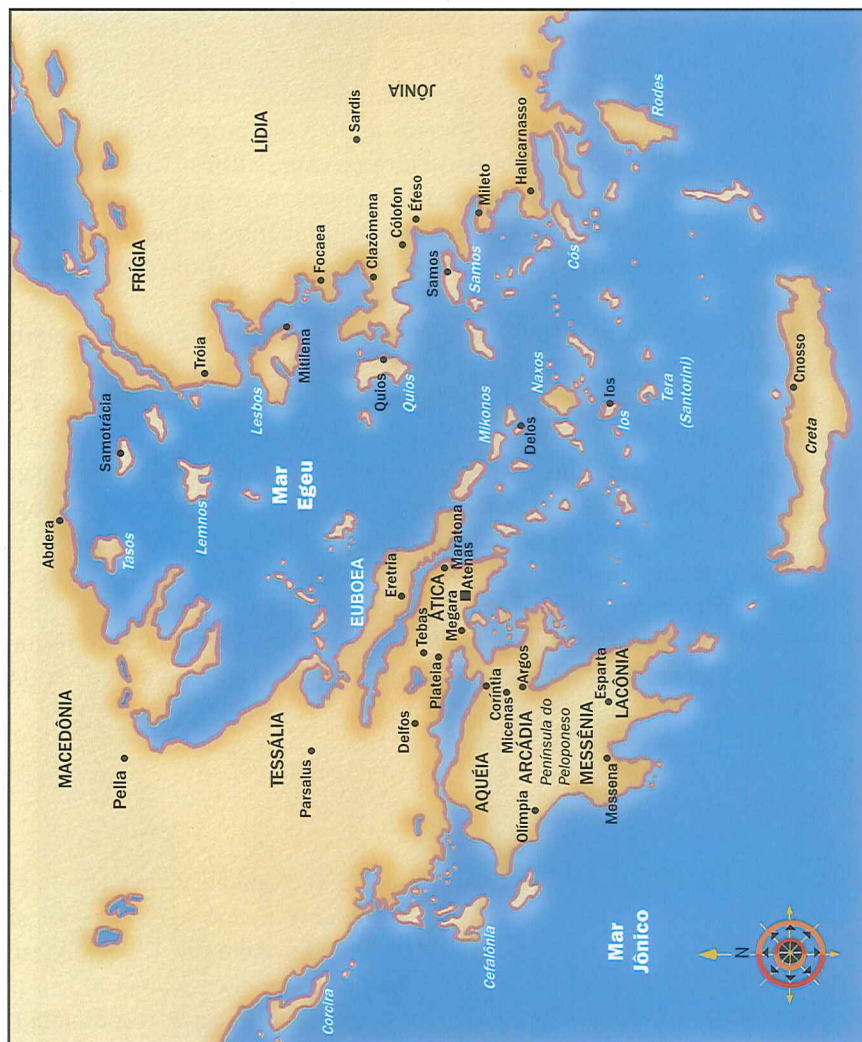 MACEDÔNIA
Pella
Abdera
Tasos
Samotrácia
Lemnos
FRÍGIA
Tróia
LÍDIA
Sardis
JÔNIA
TESSÁLIA
Parsalus
Mar
Egeu
Lesbos
Mitilena
Focaea
Clazômena
Cólofon
Éfeso
Quios
Quios
EUBOEA
Eretria
Delfos
Tebas
Plateia
ÁTICA
Maratona
Megara
Atenas
Samos
Samos
Mileto
Halicarnasso
Corcira
Cefalônia
AQUÉIA
Coríntia
Micenas
Argos
Olímpia
ARCÁDIA
Península do
Peloponeso
MESSÊNIA
Messena
Esparta
LACÔNIA
Mikonos
Delos
Naxos
Ios
Ios
Tera
(Santorini)
Cós
Rodes
Mar
Jônico
N
Creta
Cnosso